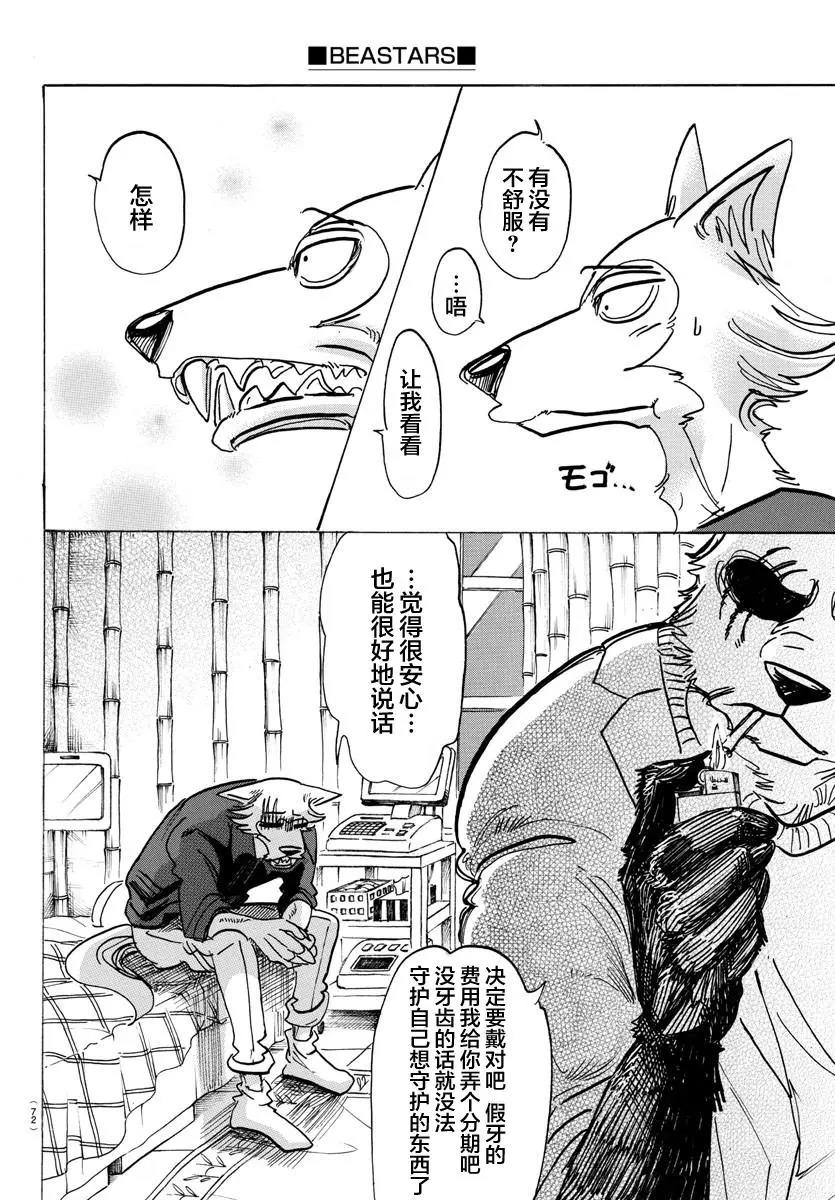 ■BEASTARS■
有没有
不舒服?
…唔
让我看看
モゴ...
怎样
…觉得很安心…
也能很好地说话
决定要戴对吧 假牙的
费用我给你弄个分期吧
没牙齿的话就没法
守护自己想守护的东西了
(72)